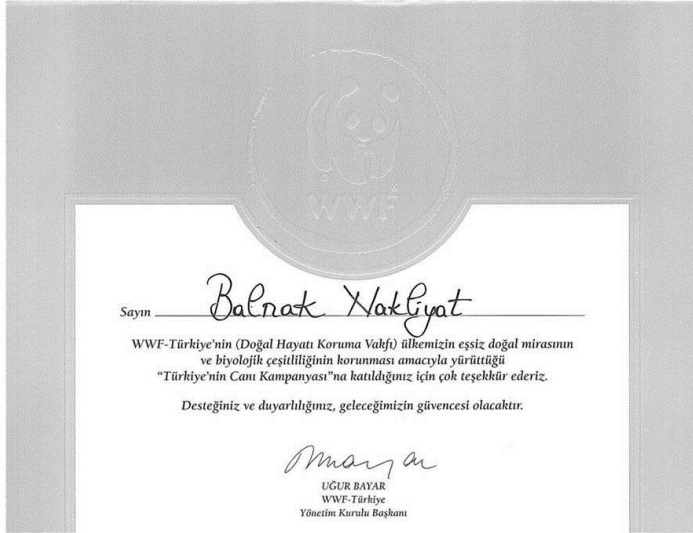 WWF
Sayın Balnak Nakliyat
WWF-Türkiye'nin (Doğal Hayatı Koruma Vakfı) ülkemizin eşsiz doğal mirasının
ve biyolojik çeşitliliğinin korunması amacıyla yürüttüğü
“Türkiye'nin Canı Kampanyası”na katıldığınız için çok teşekkür ederiz.
Desteğiniz ve duyarlılığınız, geleceğimizin güvencesi olacaktır.
UĞUR BAYAR
WWF-Türkiye
Yönetim Kurulu Başkanı